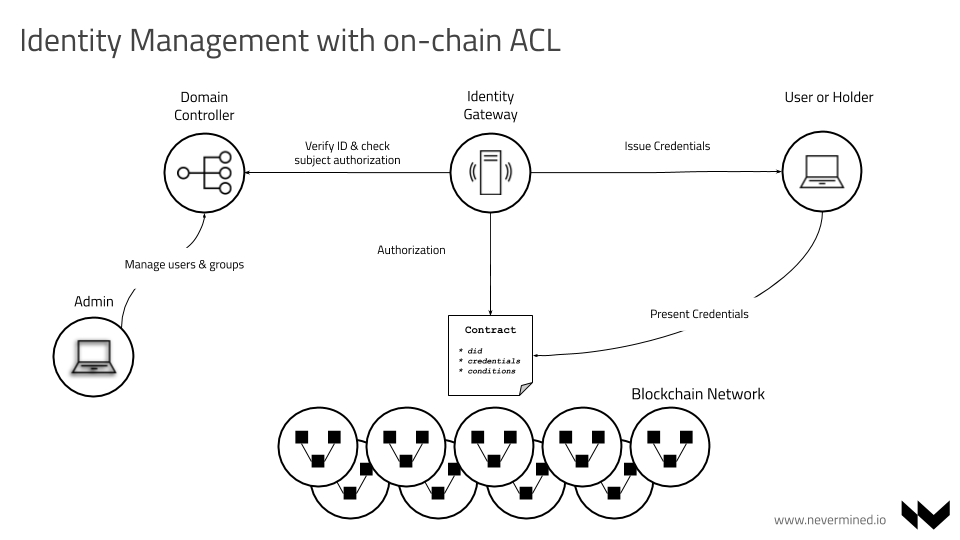 Identity Management with on-chain ACL
Domain
Controller
Identity
Gateway
User or Holder
Verify ID & check
subject authorization
Issue Credentials
Authorization
Manage users & groups
Admin
Present Credentials
Contract
* did
* credentials
* conditions
Blockchain Network
www.nevermined.io